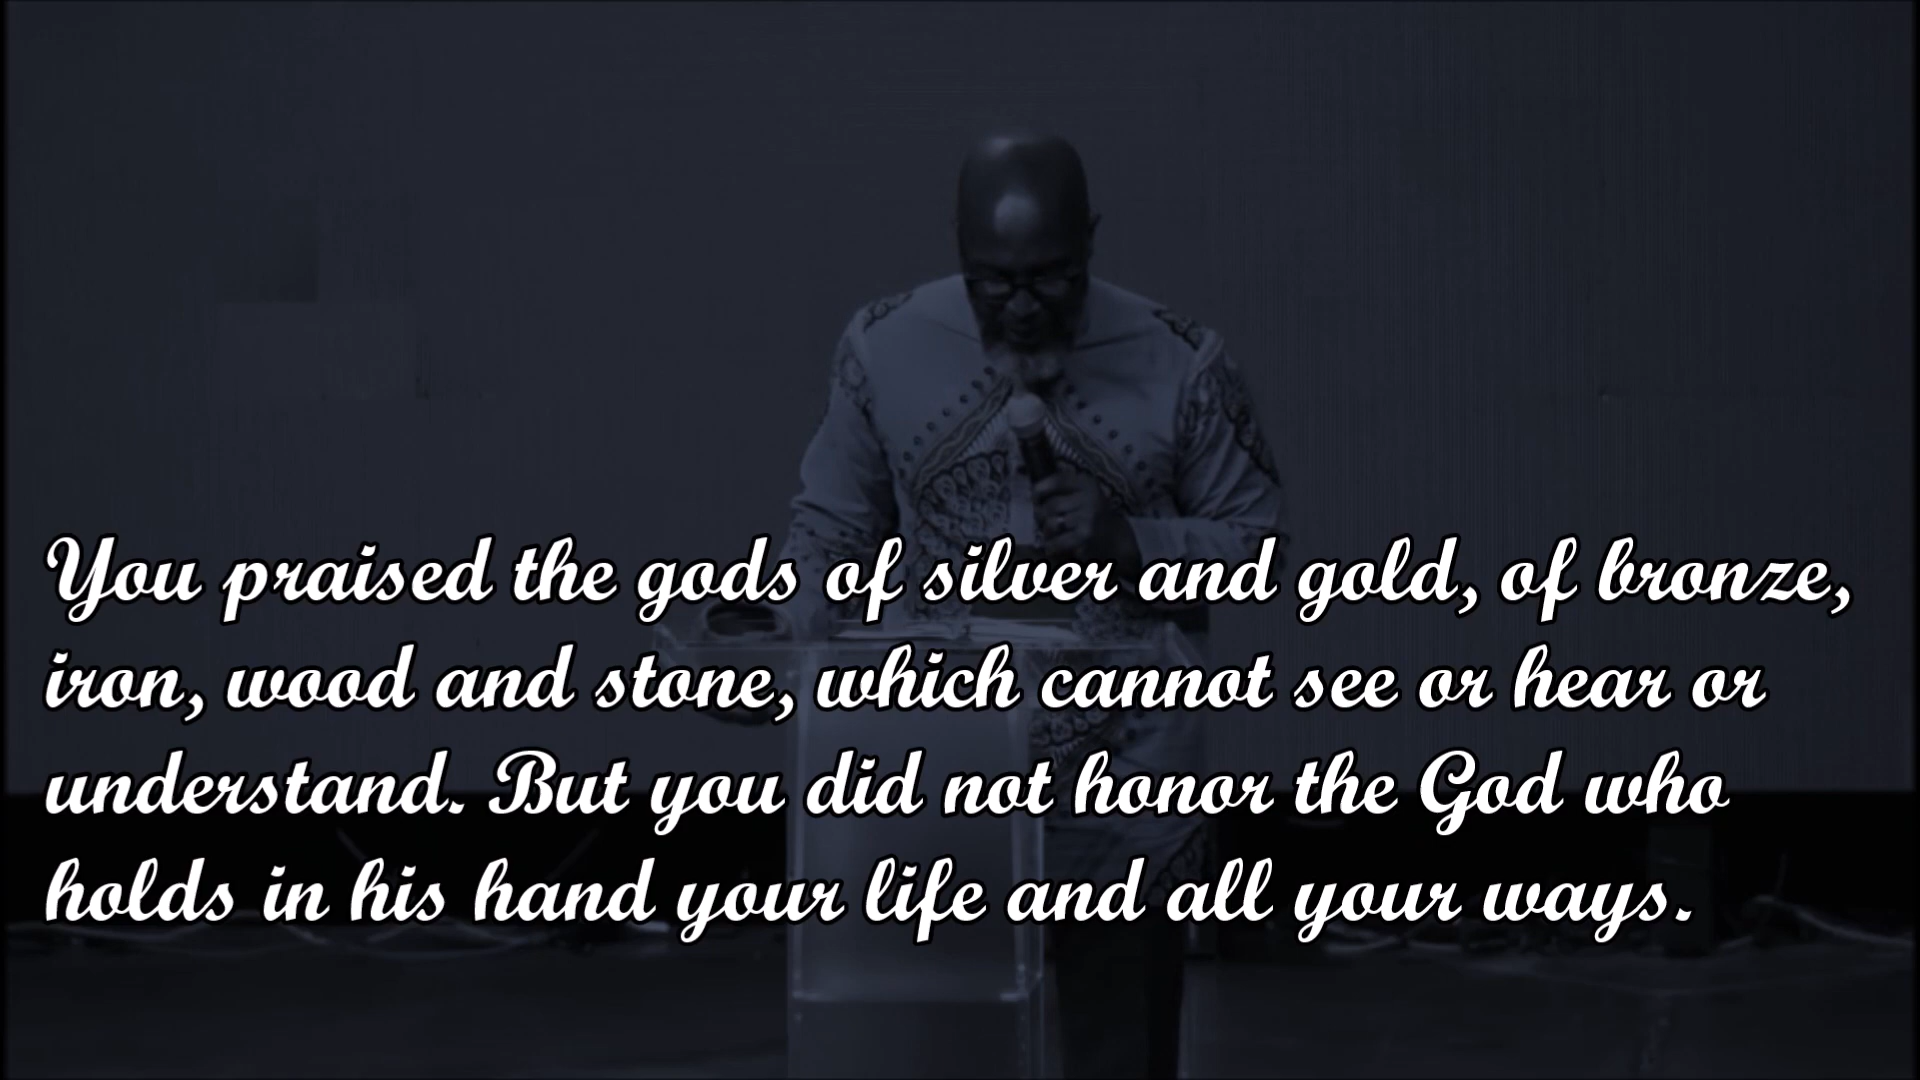 You praised the gods of silver and gold, of bronze,
iron, wood and stone, which cannot see or hear or
understand. But you did not honor the God who
holds in his hand your life and all your ways.